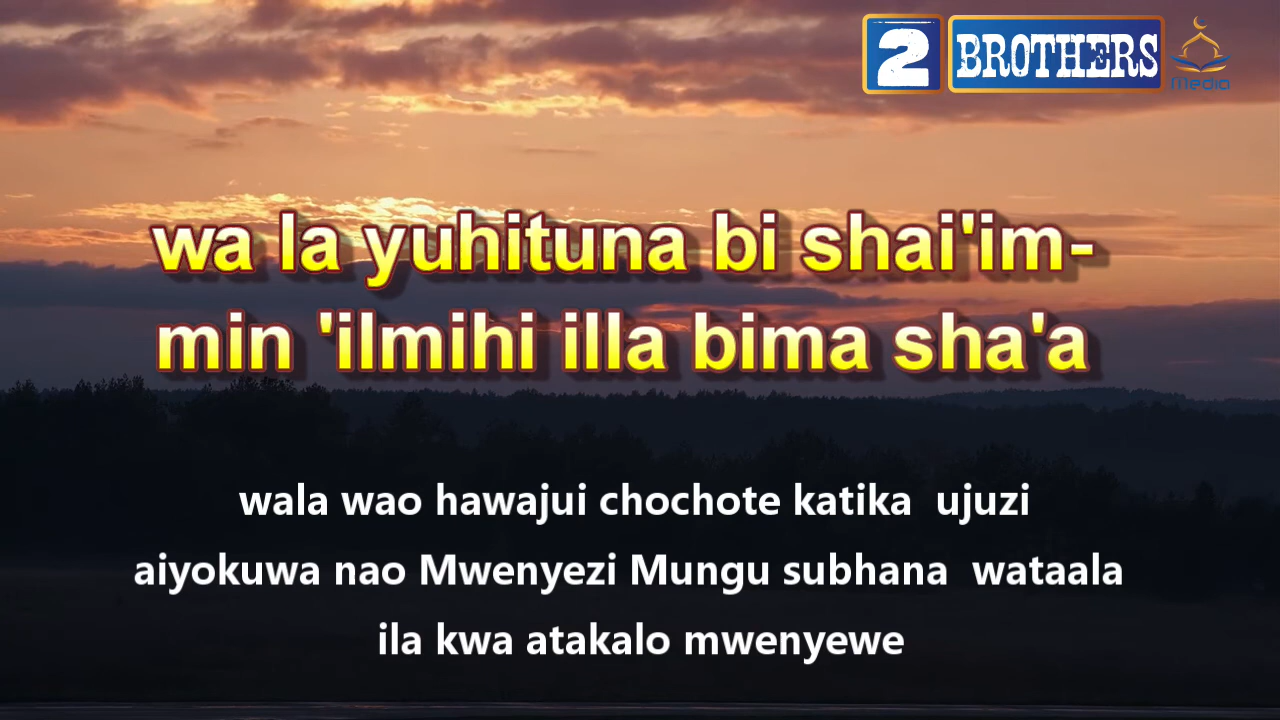 2 BROTHERS
Media
wa la yuhituna bi shai'im-
min 'ilmihi illa bima sha'a
wala wao hawajui chochote katika  ujuzi
aiyokuwa nao Mwenyezi Mungu subhana  wataala
ila kwa atakalo mwenyewe